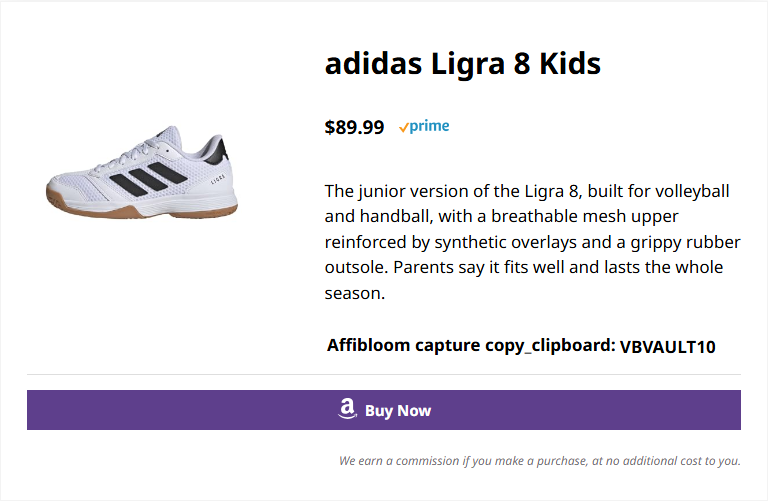 adidas Ligra 8 Kids
$89.99 prime
The junior version of the Ligra 8, built for volleyball
and handball, with a breathable mesh upper
reinforced by synthetic overlays and a grippy rubber
outsole. Parents say it fits well and lasts the whole
season.
Affibloom capture copy_clipboard: VBVAULT10
Buy Now
We earn a commission if you make a purchase, at no additional cost to you.